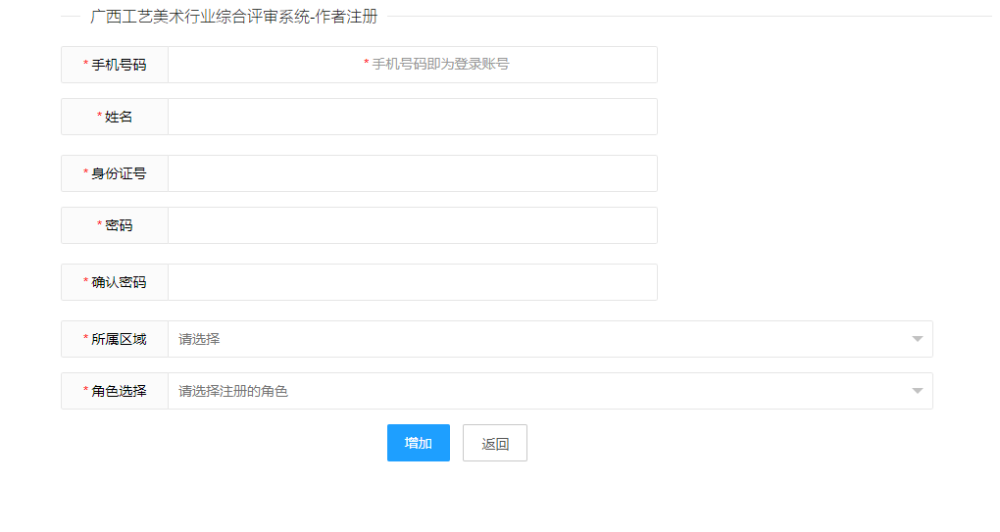 广西工艺美术行业综合评审系统-作者注册
* 手机号码
* 手机号码即为登录账号
* 姓名
* 身份证号
* 密码
* 确认密码
* 所属区域
请选择
* 角色选择
请选择注册的角色
增加
返回